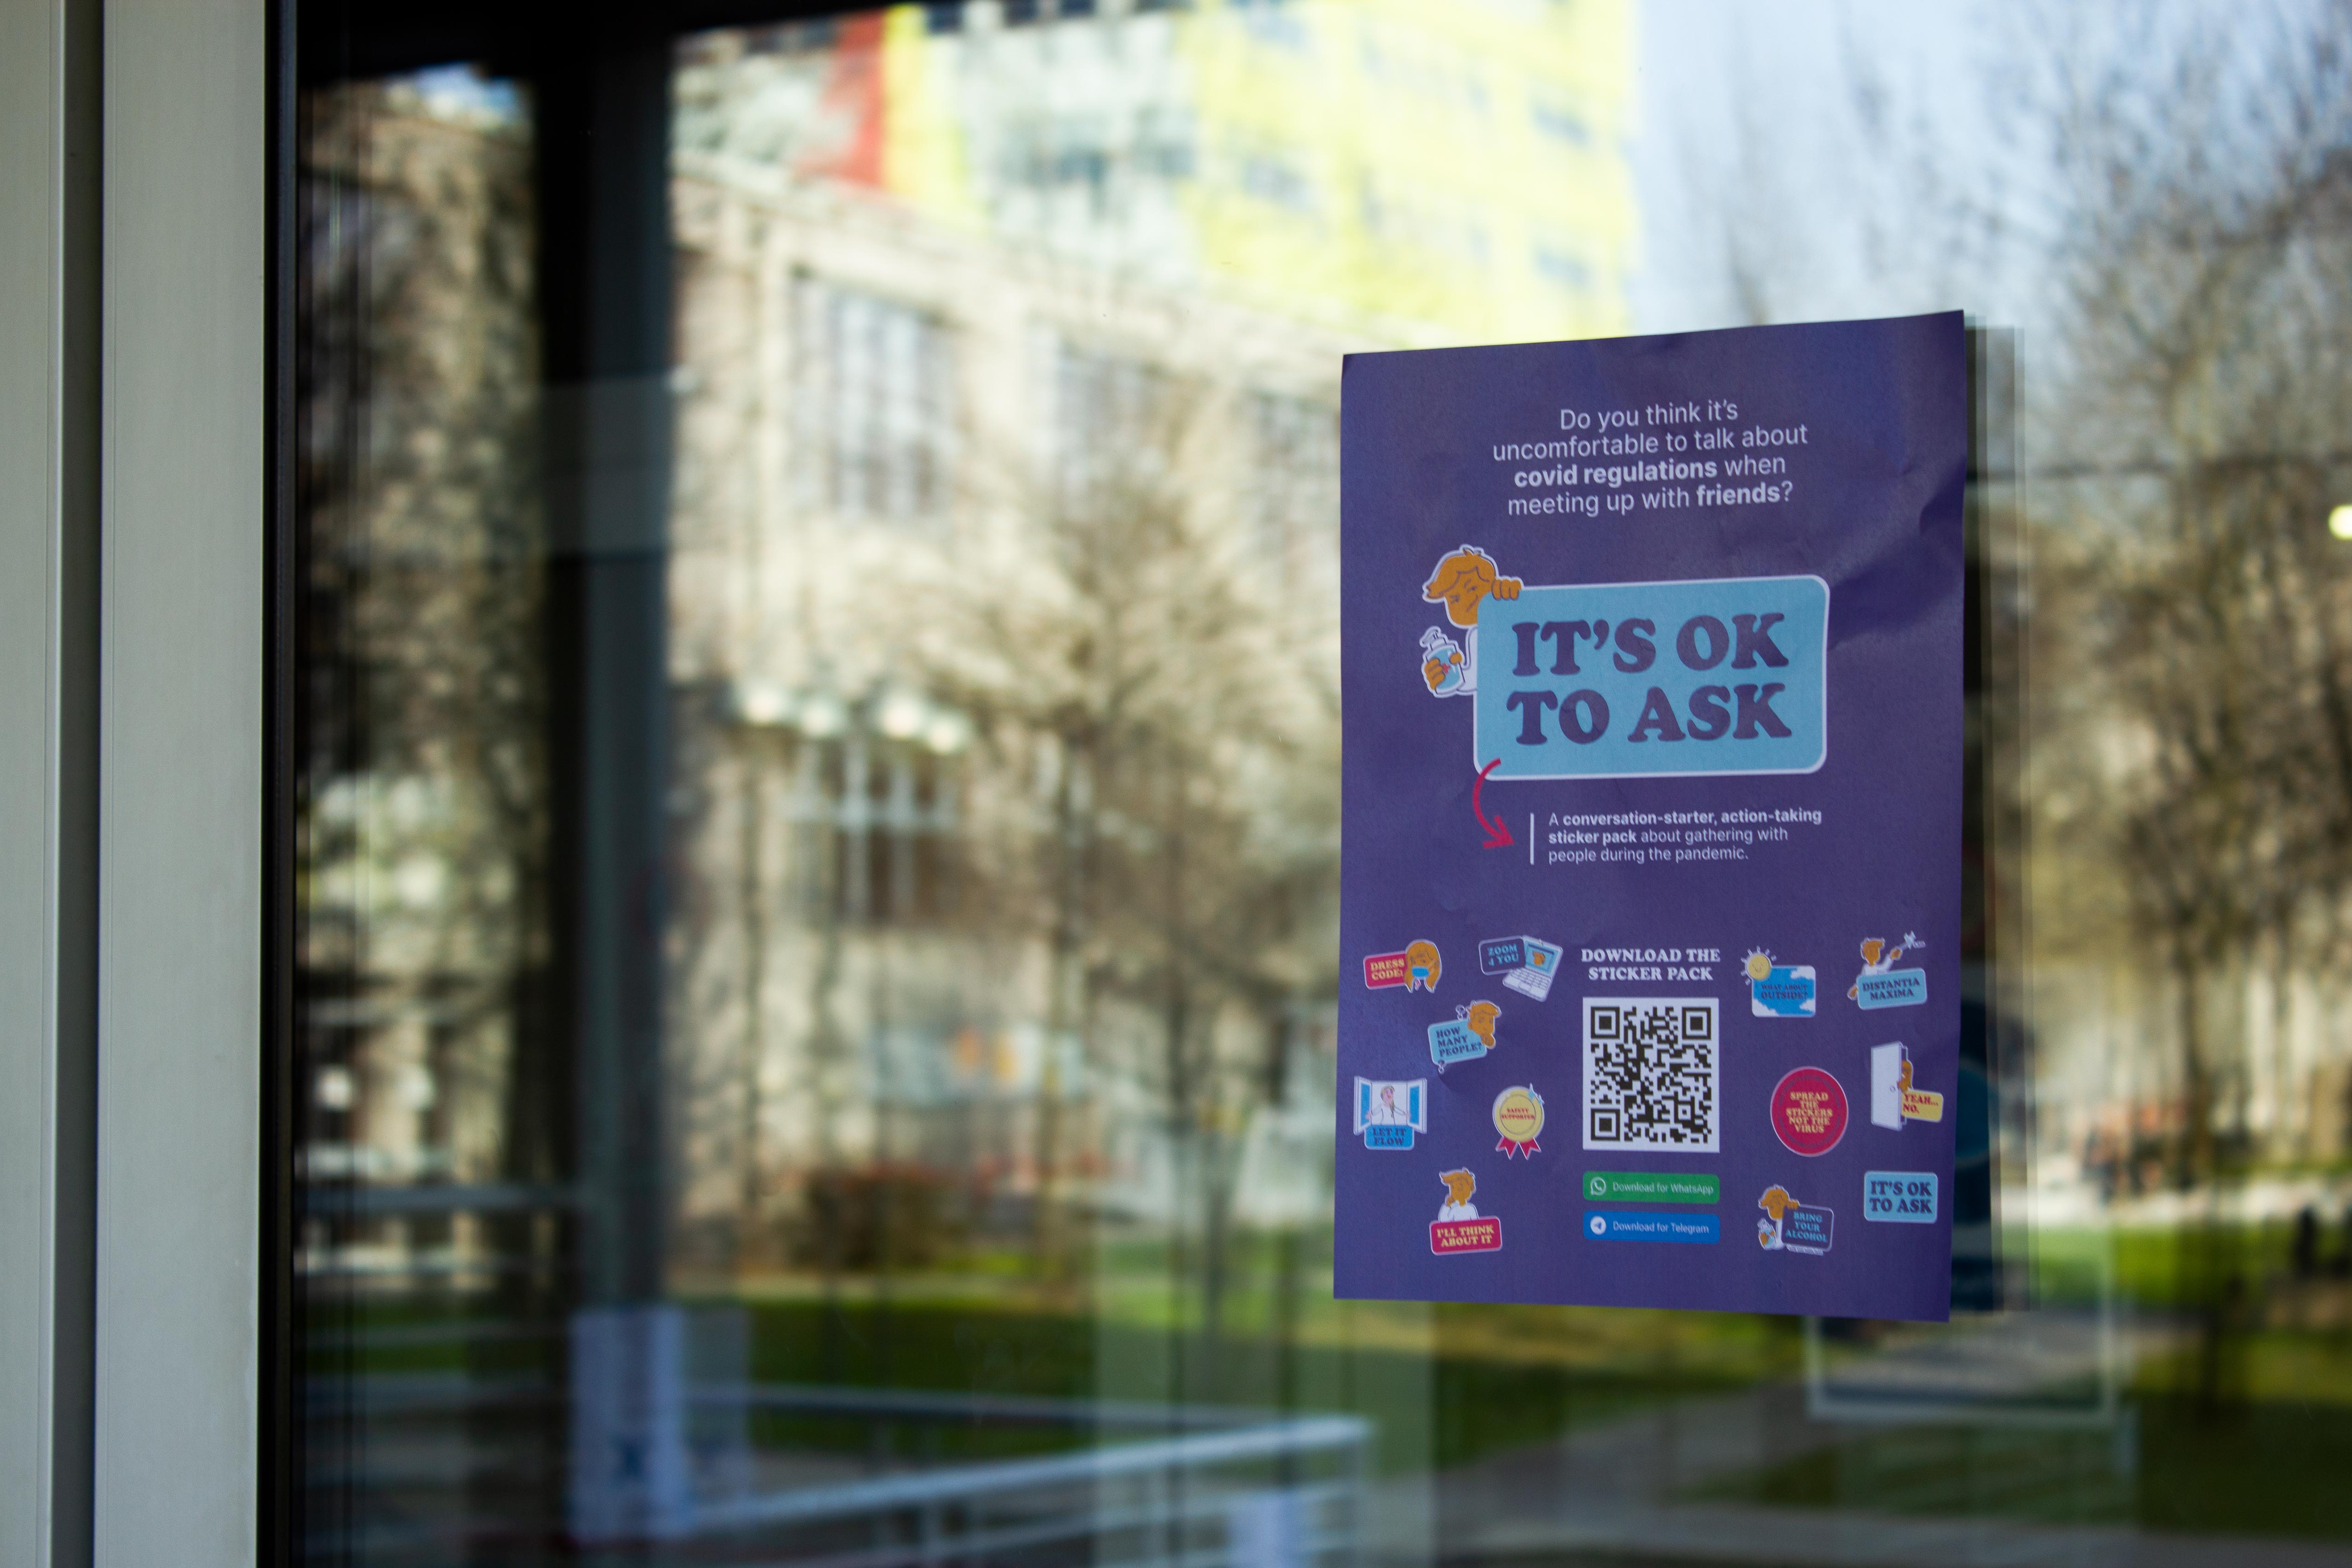 Do you think it's
uncomfortable to talk about
covid regulations when
meeting up with friends?
IT'S OK
TO ASK
A conversation-starter, action-taking
sticker pack about gathering with
people during the pandemic.
DOWNLOAD THE
STICKER PACK
DRESS
CODE:
ZOOM
4 YOU
HOW
MANY
PEOPLE?
LET IT
FLOW
SAFETY
SUPPORTER
I'LL THINK
ABOUT IT
WHAT ABOUT
OUTSIDE?
DISTANTIA
MAXIMA
SPREAD
THE
STICKERS
NOT THE
VIRUS
YEAH...
NO.
BRING
YOUR
ALCOHOL
IT'S OK
TO ASK
Download for WhatsApp
Download for Telegram